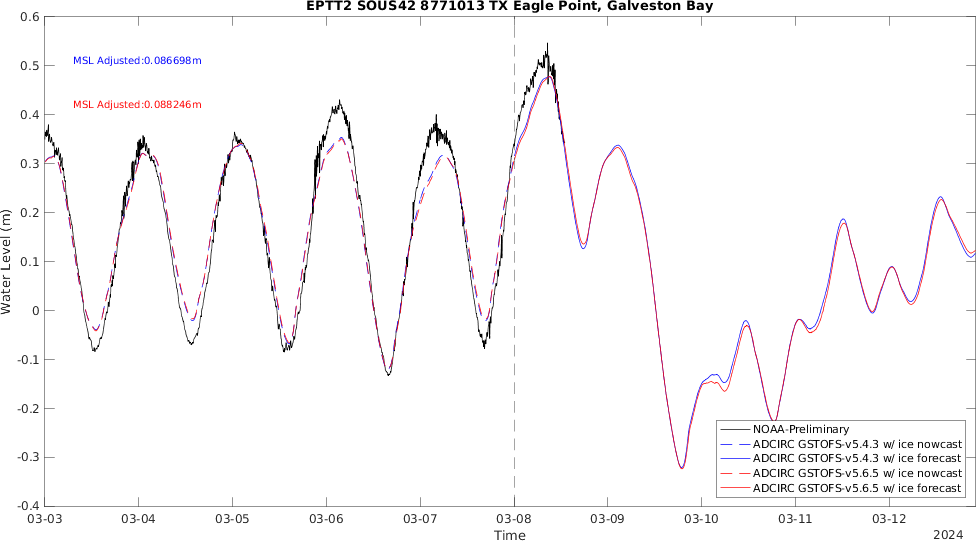 EPTT2 SOUS42 8771013 TX Eagle Point, Galveston Bay
0.6
0.5
0.4
0.3
0.2
0.1
0
-0.1
-0.2
-0.3
-0.4
Water Level (m)
MSL Adjusted:0.086698m
MSL Adjusted:0.088246m
NOAA-Preliminary
ADCIRC GSTOFS-v5.4.3 w/ ice nowcast
ADCIRC GSTOFS-v5.4.3 w/ ice forecast
ADCIRC GSTOFS-v5.6.5 w/ ice nowcast
ADCIRC GSTOFS-v5.6.5 w/ ice forecast
03-03 03-04 03-05 03-06 03-07 03-08 03-09 03-10 03-11 03-12
Time
2024